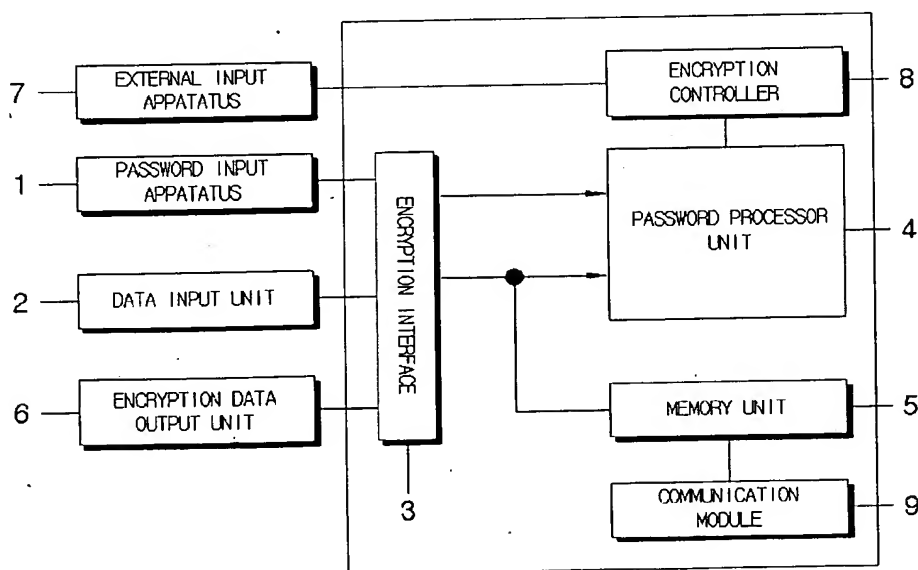 7
EXTERNAL INPUT
APPATATUS
ENCRYPTION
CONTROLLER
8
1
PASSWORD INPUT
APPATATUS
ENCRYPTION INTERFACE
PASSWORD PROCESSOR
UNIT
4
2
DATA INPUT UNIT
6
ENCRYPTION DATA
OUTPUT UNIT
MEMORY UNIT
5
3
COMMUNICATION
MODULE
9